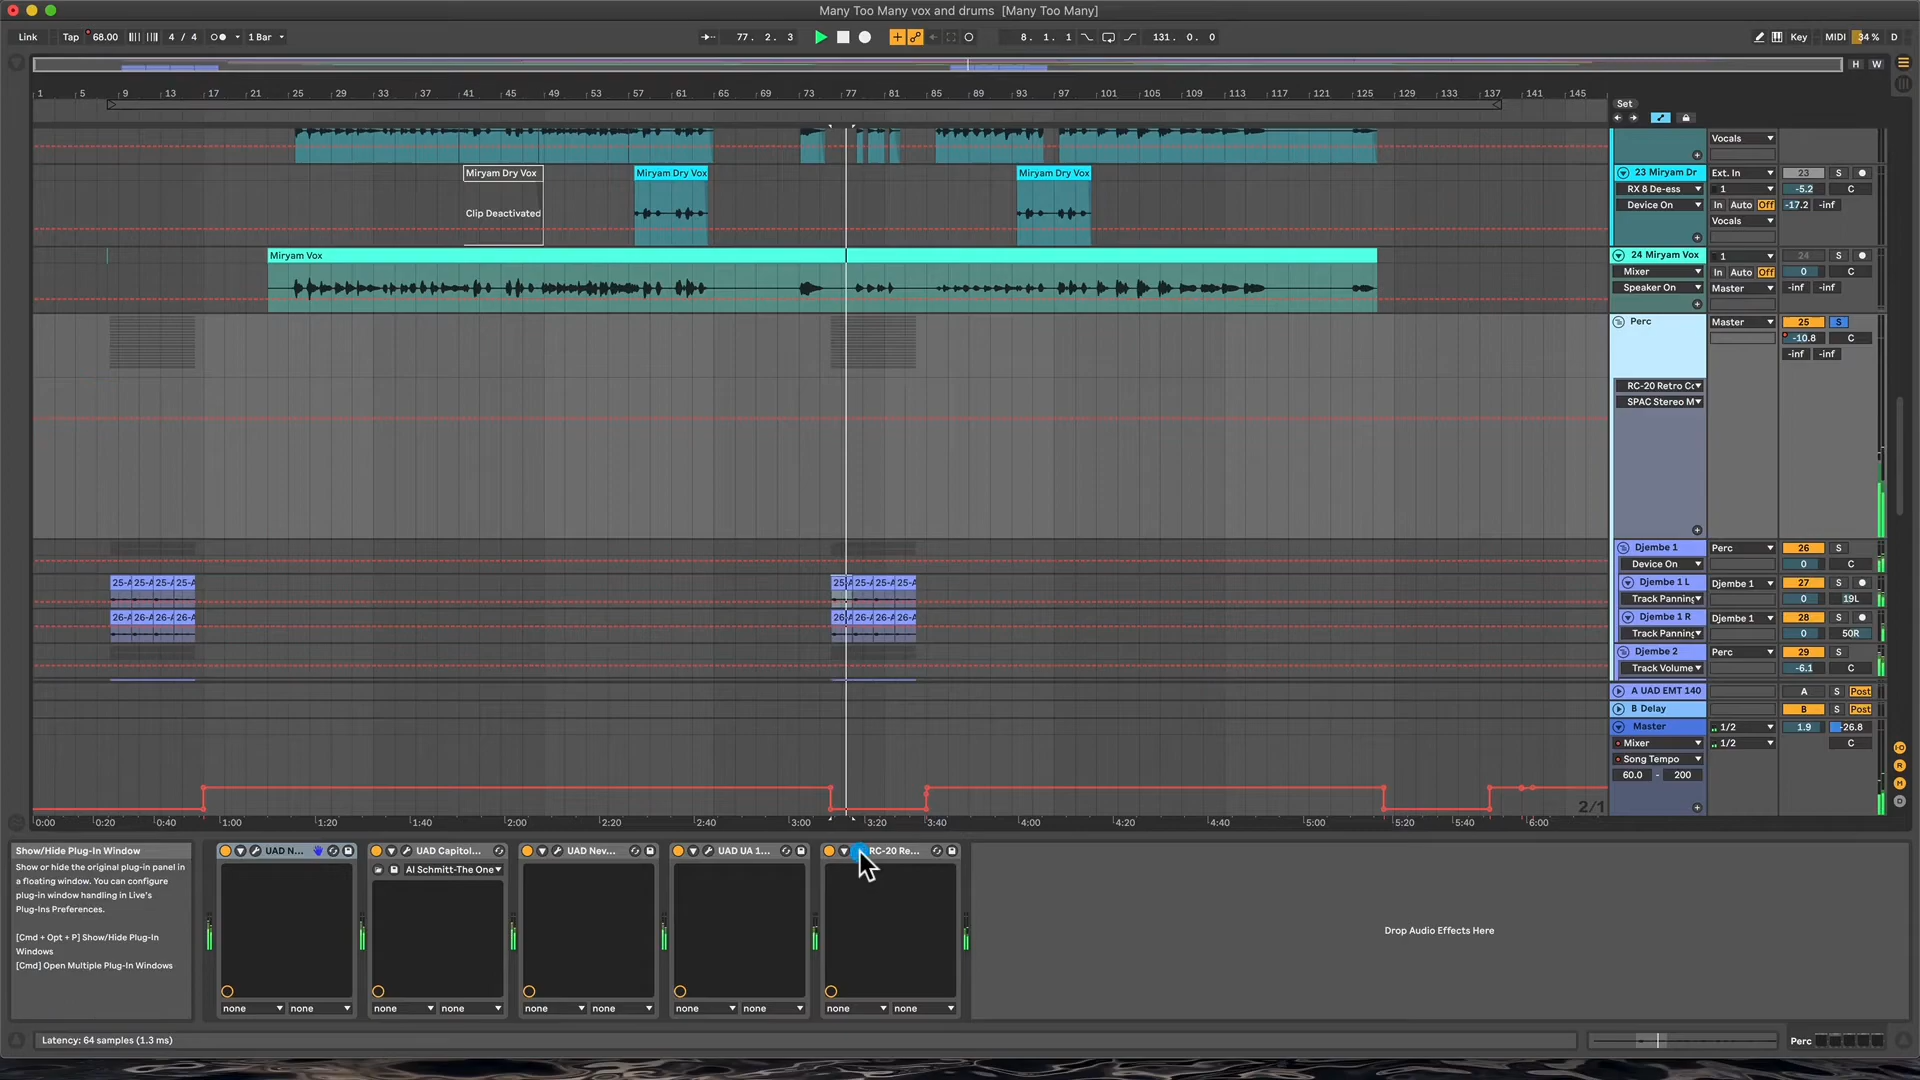 Many Too Many vox and drums [Many Too Many]
Link Tap 68.00 4 / 4 1 Bar 77. 2. 3 8. 1. 1 131. 0. 0 Key MIDI 34 % D
H W
1 5 9 13 17 21 25 29 33 37 41 45 49 53 57 61 65 69 73 77 81 85 89 93 97 101 105 109 113 117 121 125 129 133 137 141 145
Set
Vocals
Miryam Dry Vox Miryam Dry Vox Miryam Dry Vox 23 Miryam Dr Ext. In 23 S
RX 8 De-ess 1 -5.2 C
Clip Deactivated Device On In Auto Off -17.2 -inf
Vocals
Miryam Vox 24 Miryam Vox 1 24 S
Mixer In Auto Off 0 C
Speaker On Master -inf -inf
Perc Master 25 S
-10.8 C
-inf -inf
RC-20 Retro Cc
SPAC Stereo M
Djembe 1 Perc 26 S
Device On 0 C
25-A 25-A 25-A 25-A 25-A 25-A 25-A 25-A Djembe 1 L Djembe 1 27 S
Track Panning 0 19L
26-A 26-A 26-A 26-A 26-A 26-A 26-A 26-A Djembe 1 R Djembe 1 28 S
Track Panning 0 50R
Djembe 2 Perc 29 S
Track Volume -6.1 C
A UAD EMT 140 A S Post
B Delay B S Post
Master 1/2 1.9 -26.8
Mixer 1/2 C
Song Tempo
60.0 - 200
2/1
0:00 0:20 0:40 1:00 1:20 1:40 2:00 2:20 2:40 3:00 3:20 3:40 4:00 4:20 4:40 5:00 5:20 5:40 6:00
Show/Hide Plug-In Window UAD N... UAD Capitol... UAD Nev... UAD UA 1... RC-20 Re...
Show or hide the original plug-in panel in
a floating window. You can configure
plug-in window handling in Live's
Plug-Ins Preferences.
Al Schmitt-The One
[Cmd + Opt + P] Show/Hide Plug-In
Windows
[Cmd] Open Multiple Plug-In Windows
Drop Audio Effects Here
none none none none none none none none none none
Latency: 64 samples (1.3 ms) Perc